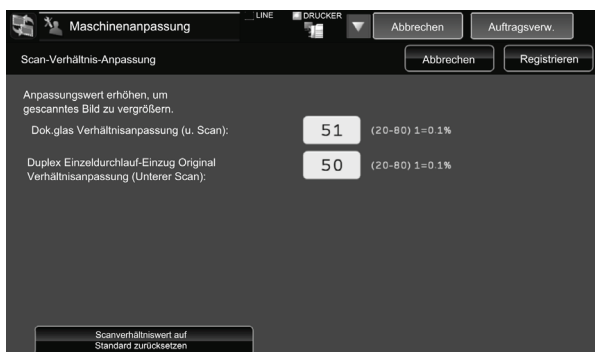 Maschinenanpassung
LINE
DRUCKER
Abbrechen
Auftragsverw.
Scan-Verhältnis-Anpassung
Abbrechen
Registrieren
Anpassungswert erhöhen, um
gescanntes Bild zu vergrößern.
Dok.glas Verhältnisanpassung (u. Scan):
51
(20-80) 1=0.1%
Duplex Einzeldurchlauf-Einzug Original
Verhältnisanpassung (Unterer Scan):
50
(20-80) 1=0.1%
Scanverhältniswert auf
Standard zurücksetzen